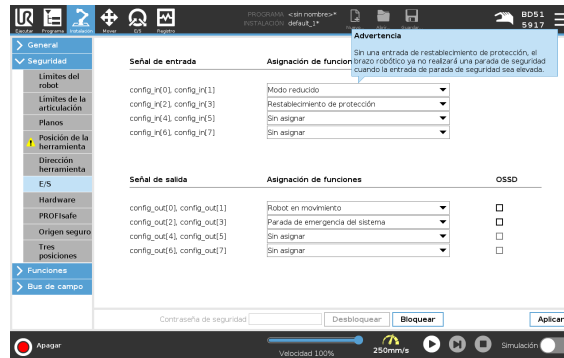 PROGRAMA <sin nombre>*
INSTALACIÓN default_1*
BD51
5917
Ejecutar Programa Instalación Mover E/S Registro
Advertencia
Sin una entrada de restablecimiento de protección, el
brazo robótico ya no realizará una parada de seguridad
cuando la entrada de parada de seguridad sea elevada.
General
Seguridad
Límites del
robot
Límites de la
articulación
Planos
Posición de la
herramienta
Dirección
herramienta
E/S
Hardware
PROFIsafe
Origen seguro
Tres
posiciones
Funciones
Bus de campo
Señal de entrada Asignación de funcion
config_in[0], config_in[1] Modo reducido
config_in[2], config_in[3] Restablecimiento de protección
config_in[4], config_in[5] Sin asignar
config_in[6], config_in[7] Sin asignar
Señal de salida Asignación de funciones OSSD
config_out[0], config_out[1] Robot en movimiento
config_out[2], config_out[3] Parada de emergencia del sistema
config_out[4], config_out[5] Sin asignar
config_out[6], config_out[7] Sin asignar
Contraseña de seguridad Desbloquear Bloquear Aplicar
Apagar
Velocidad 100%
250mm/s
Simulación